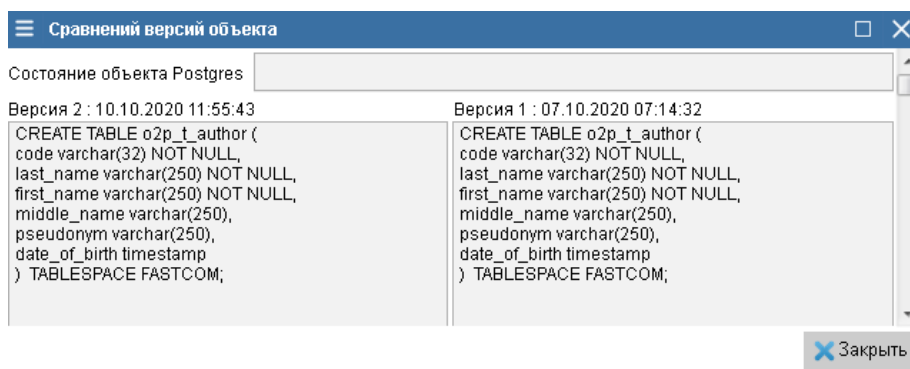 Сравнений версий объекта
Состояние объекта Postgres
Версия 2 : 10.10.2020 11:55:43
CREATE TABLE o2p_t_author (
code varchar(32) NOT NULL,
last_name varchar(250) NOT NULL,
first_name varchar(250) NOT NULL,
middle_name varchar(250),
pseudonym varchar(250),
date_of_birth timestamp
) TABLESPACE FASTCOM;
Версия 1 : 07.10.2020 07:14:32
CREATE TABLE o2p_t_author (
code varchar(32) NOT NULL,
last_name varchar(250) NOT NULL,
first_name varchar(250) NOT NULL,
middle_name varchar(250),
pseudonym varchar(250),
date_of_birth timestamp
) TABLESPACE FASTCOM;
Закрыть